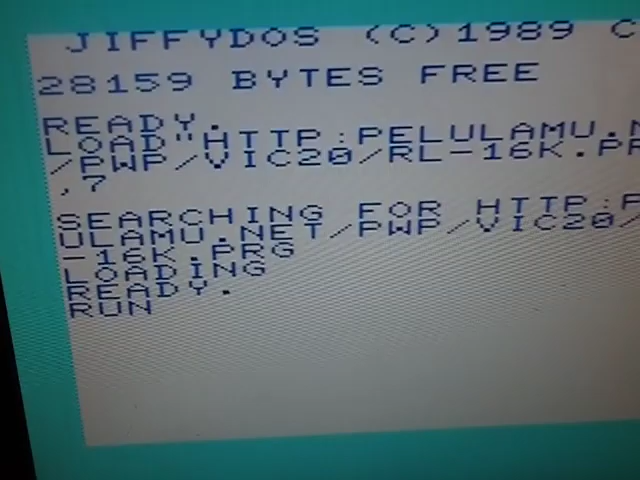 JIFFYDOS (C)1989 C
28159 BYTES FREE
READY.
LOAD"HTTP:PELULAMU.N
/PWP/VIC20/RL-16K.PR
,7
SEARCHING FOR HTTP:P
ULAMU.NET/PWP/VIC20/
-16K.PRG
LOADING
READY.
RUN